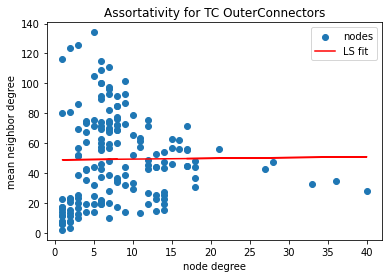 Assortativity for TC OuterConnectors
140
120
100
80
60
40
20
0
mean neighbor degree
nodes
LS fit
0 5 10 15 20 25 30 35 40
node degree